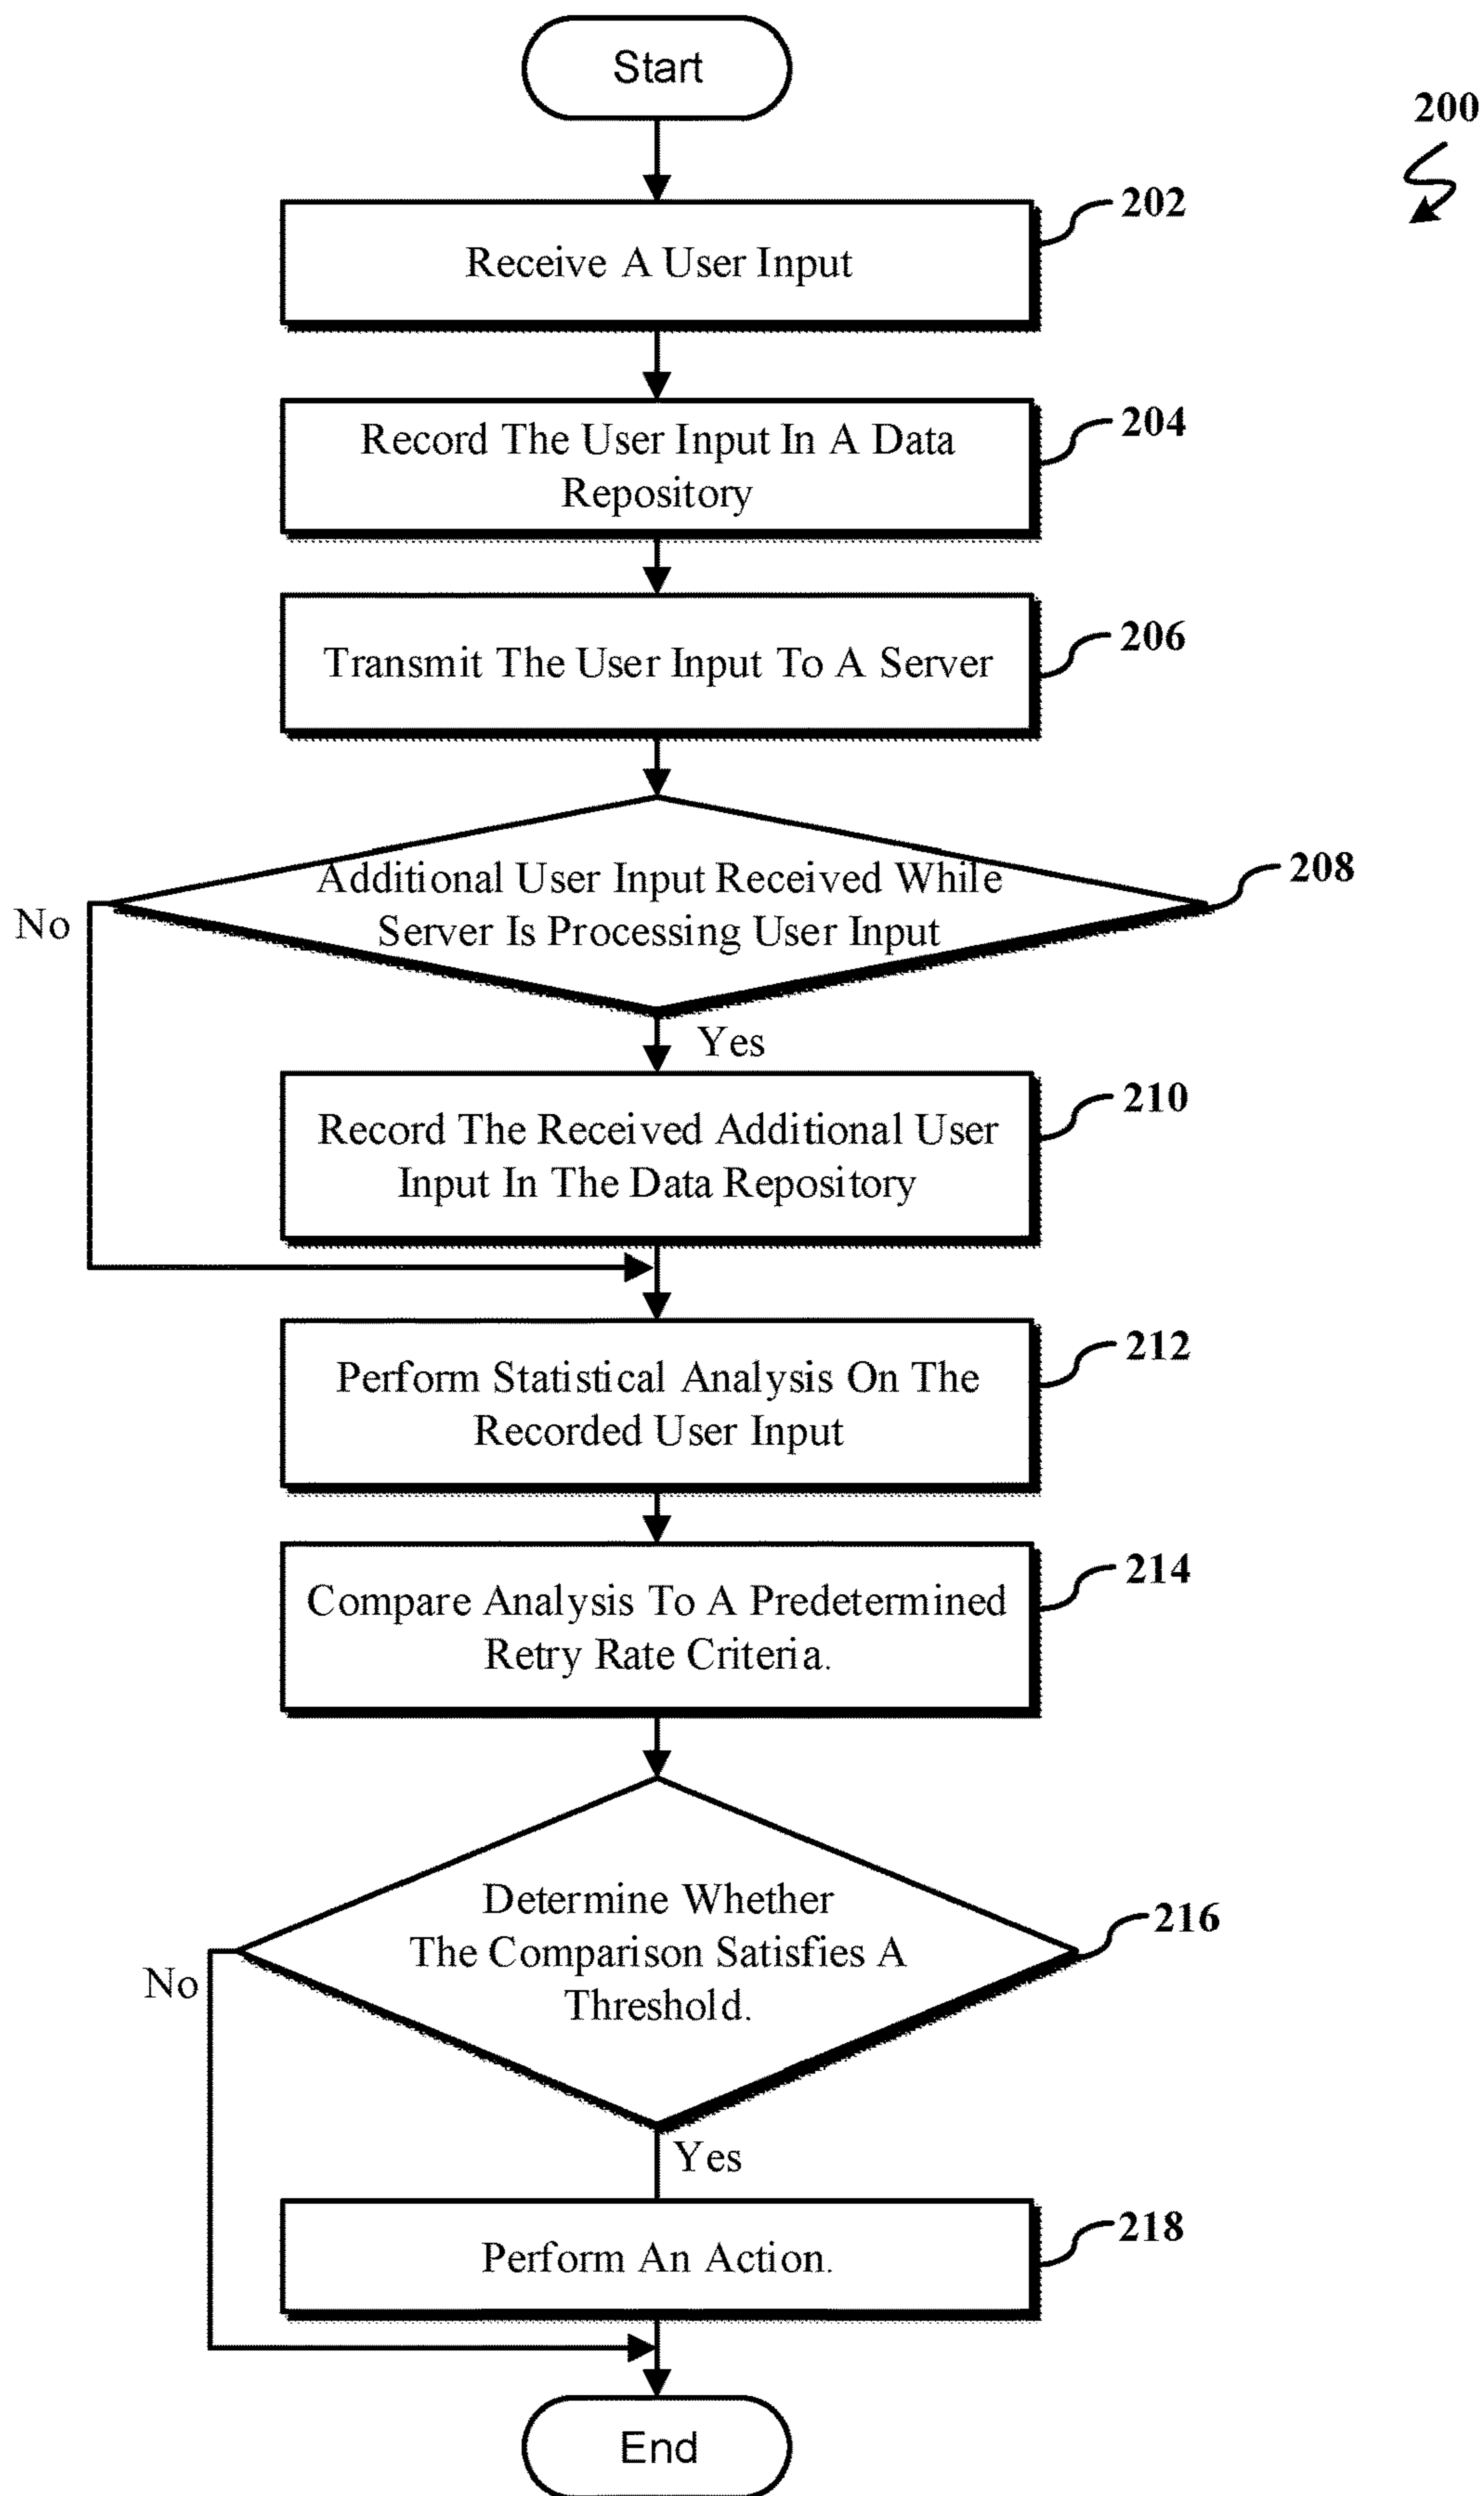 Start
200
202
Receive A User Input
204
Record The User Input In A Data
Repository
206
Transmit The User Input To A Server
208
Additional User Input Received While
Server Is Processing User Input
No
Yes
210
Record The Received Additional User
Input In The Data Repository
212
Perform Statistical Analysis On The
Recorded User Input
214
Compare Analysis To A Predetermined
Retry Rate Criteria.
216
Determine Whether
The Comparison Satisfies A
Threshold.
No
Yes
218
Perform An Action.
End